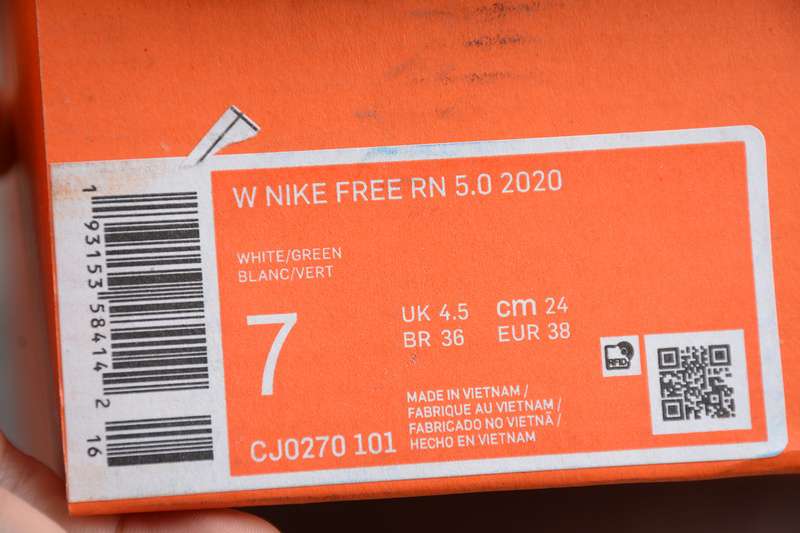 W NIKE FREE RN 5.0 2020
WHITE/GREEN
BLANC/VERT
7
UK 4.5 cm 24
BR 36 EUR 38
MADE IN VIETNAM /
FABRIQUE AU VIETNAM /
FABRICADO NO VIETNÃ /
HECHO EN VIETNAM
CJ0270 101
RFID
1 93153 58414 2
16